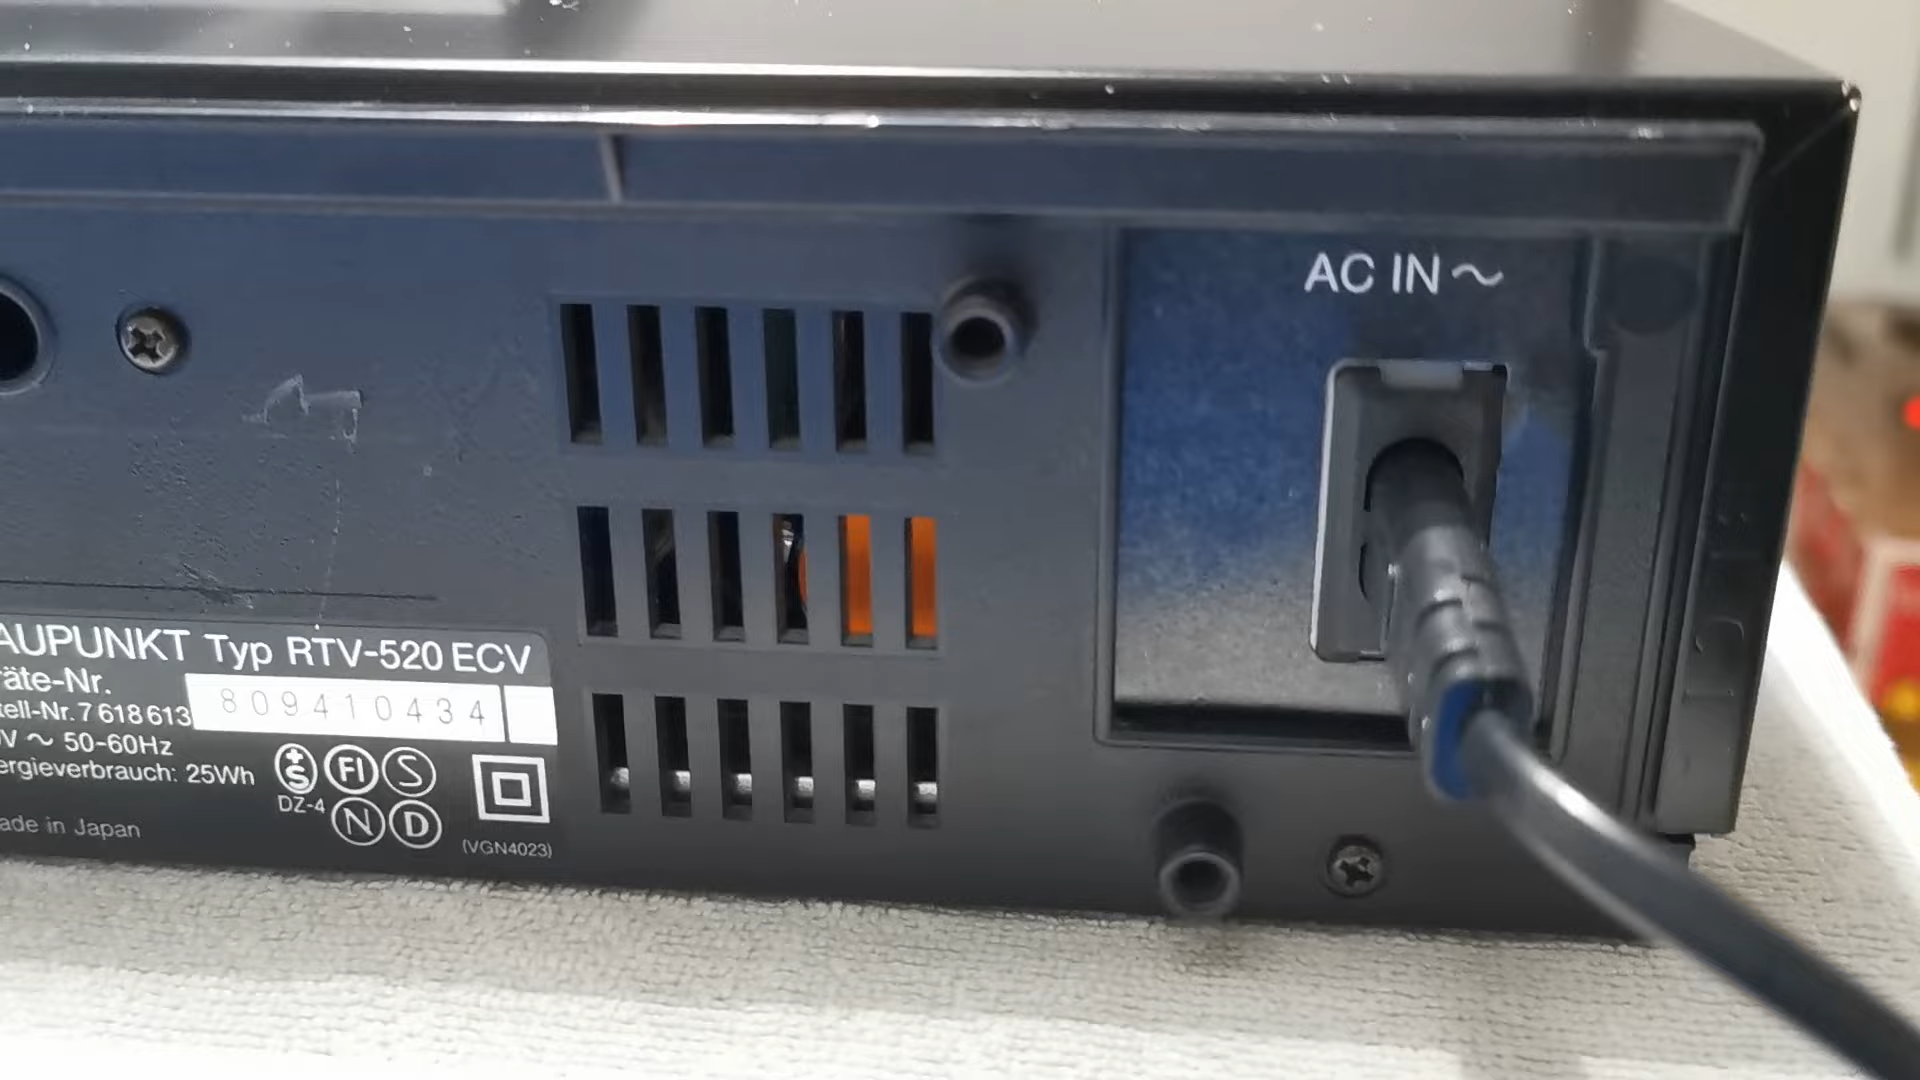 AC IN ~
AUPUNKT Typ RTV-520 ECV
äte-Nr.
809410434
tell-Nr. 7 618 613
V ~ 50-60Hz
ergieverbrauch: 25Wh
+S FI S
DZ-4 N D
ade in Japan
(VGN4023)